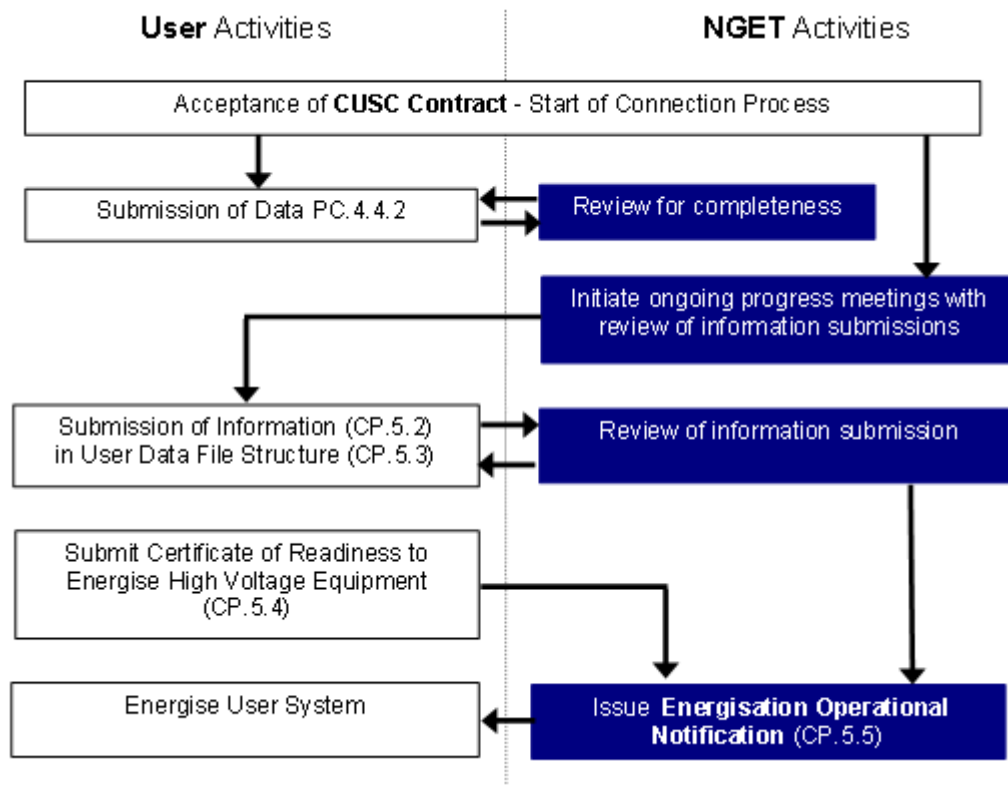 User Activities
NGET Activities
Acceptance of CUSC Contract - Start of Connection Process
Submission of Data PC.4.4.2
Review for completeness
Initiate ongoing progress meetings with
review of information submissions
Submission of Information (CP.5.2)
in User Data File Structure (CP.5.3)
Review of information submission
Submit Certificate of Readiness to
Energise High Voltage Equipment
(CP.5.4)
Energise User System
Issue Energisation Operational
Notification (CP.5.5)